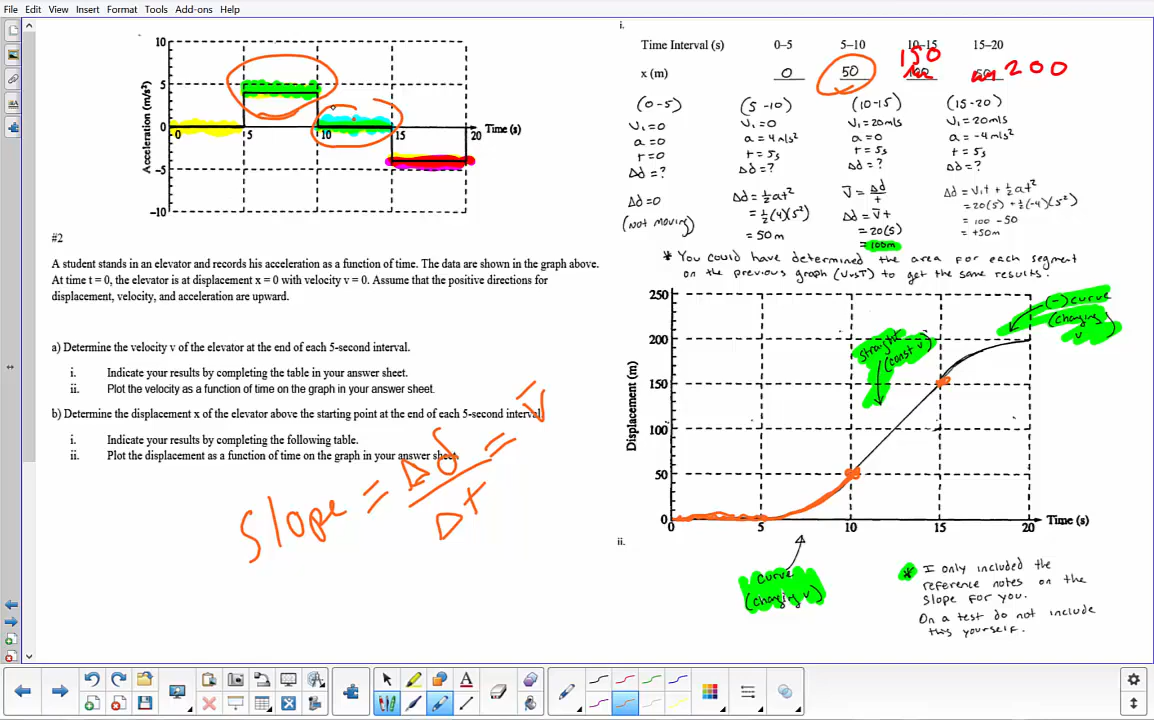 File Edit View Insert Format Tools Add-ons Help
10
5
0
−5
−10
Acceleration (m/s²)
0 5 10 15 20
Time (s)
#2
A student stands in an elevator and records his acceleration as a function of time. The data are shown in the graph above.
At time t = 0, the elevator is at displacement x = 0 with velocity v = 0. Assume that the positive directions for
displacement, velocity, and acceleration are upward.
a) Determine the velocity v of the elevator at the end of each 5-second interval.
i. Indicate your results by completing the table in your answer sheet.
ii. Plot the velocity as a function of time on the graph in your answer sheet.
b) Determine the displacement x of the elevator above the starting point at the end of each 5-second interval.
i. Indicate your results by completing the following table.
ii. Plot the displacement as a function of time on the graph in your answer sheet.
Slope = Δd = v̄
Δt
i.
Time Interval (s) 0–5 5–10 10–15 15–20
x (m) 0 50 150 200
(0-5)
V₁=0
a=0
t=0
Δd=?
Δd=0
(Not moving)
(5-10)
V₁=0
a=4m/s²
t=5s
Δd=?
Δd=½at²
=½(4)(5²)
=50m
(10-15)
V₁=20m/s
a=0
t=5s
Δd=?
v̄=Δd
t
Δd=v̄t
=20(5)
=100m
(15-20)
V₁=20m/s
a=-4m/s²
t=5s
Δd=?
Δd=V₁t+½at²
=20(5)+½(-4)(5²)
=100-50
=+50m
* You could have determined the area for each segment
on the previous graph (VvsT) to get the same results.
250
200
150
100
50
0
Displacement (m)
5 10 15 20
Time (s)
straight
(const v)
(-) curve
(changing
v)
curve
(changing v)
ii.
* I only included the
reference notes on the
slope for you.
On a test do not include
this yourself.